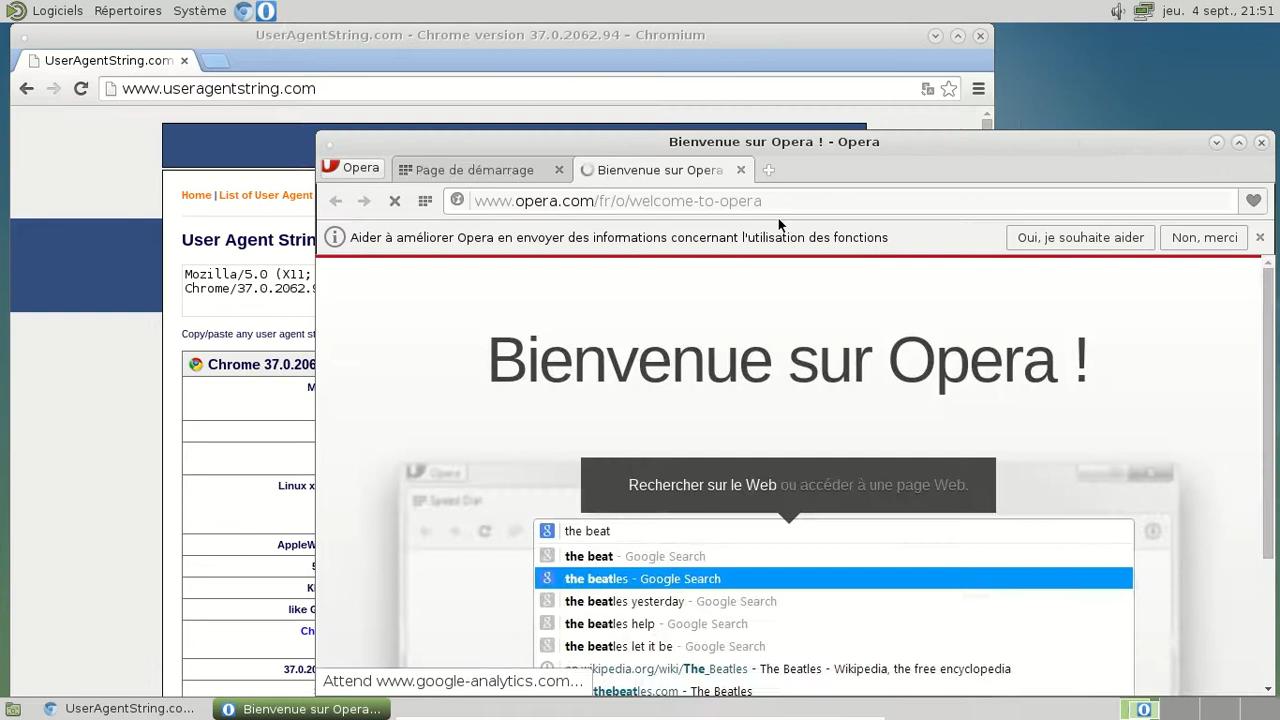 Logiciels Répertoires Système
jeu. 4 sept., 21:51
UserAgentString.com - Chrome version 37.0.2062.94 - Chromium
UserAgentString.com
www.useragentstring.com
Home | List of User Agent
User Agent Strin
Mozilla/5.0 (X11;
Chrome/37.0.2062.9
Copy/paste any user agent st
Chrome 37.0.206
M
Linux x
AppleW
5
KI
like G
Ch
37.0.20
Bienvenue sur Opera ! - Opera
Opera
Page de démarrage
Bienvenue sur Opera
www.opera.com/fr/o/welcome-to-opera
Aider à améliorer Opera en envoyer des informations concernant l'utilisation des fonctions
Oui, je souhaite aider
Non, merci
Bienvenue sur Opera !
Opera
Speed Dial
Rechercher sur le Web ou accéder à une page Web.
the beat
the beat - Google Search
the beatles - Google Search
the beatles yesterday - Google Search
the beatles help - Google Search
the beatles let it be - Google Search
wikipedia.org/wiki/The_Beatles - The Beatles - Wikipedia, the free encyclopedia
thebeatles.com - The Beatles
Attend www.google-analytics.com...
UserAgentString.co...
Bienvenue sur Opera...